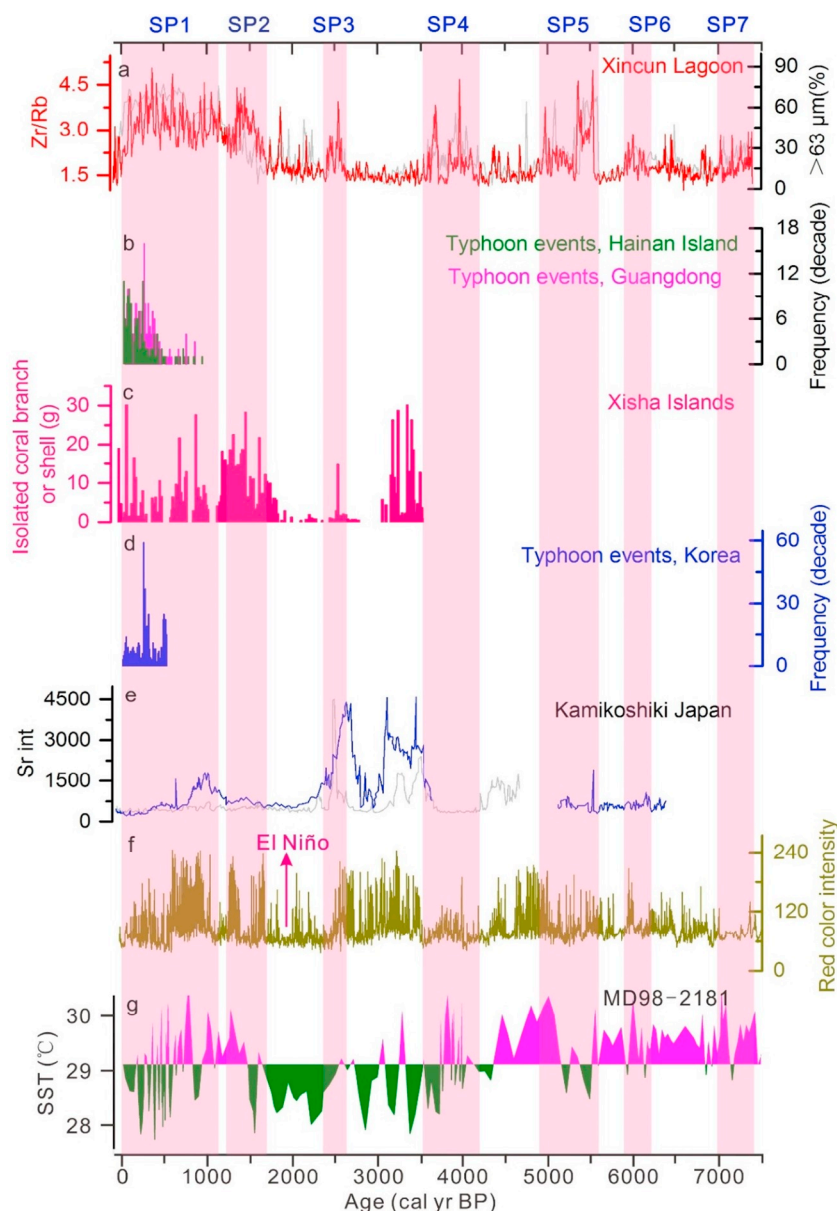 SP1 SP2 SP3 SP4 SP5 SP6 SP7
a
Xincun Lagoon
Zr/Rb
4.5
3.0
1.5
90
60
30
0
>63 μm(%)
b
Typhoon events, Hainan Island
Typhoon events, Guangdong
18
12
6
0
Frequency (decade)
c
Xisha Islands
Isolated coral branch
or shell (g)
30
20
10
0
d
Typhoon events, Korea
60
30
0
Frequency (decade)
e
Kamikoshiki Japan
Sr int
4500
3000
1500
0
f
El Niño
240
120
0
Red color intensity
g
MD98-2181
SST (℃)
30
29
28
0 1000 2000 3000 4000 5000 6000 7000
Age (cal yr BP)